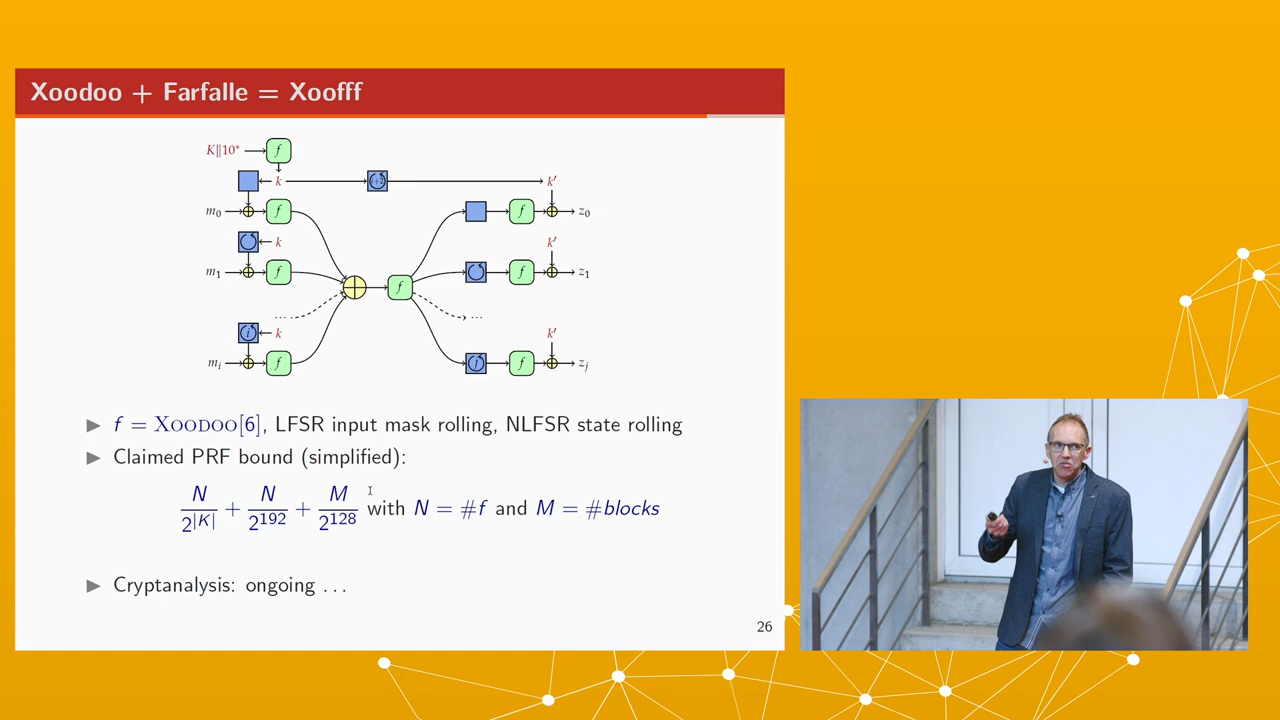 Xoodoo + Farfalle = Xoofff
K‖10* f
k i+2 k′
m₀ f f z₀
k k′
m₁ f f f z₁
... ...
i k k′
mᵢ f j f zⱼ
▶ f = XOODOO[6], LFSR input mask rolling, NLFSR state rolling
▶ Claimed PRF bound (simplified):
N/2^|K| + N/2^192 + M/2^128 with N = #f and M = #blocks
▶ Cryptanalysis: ongoing ...
26